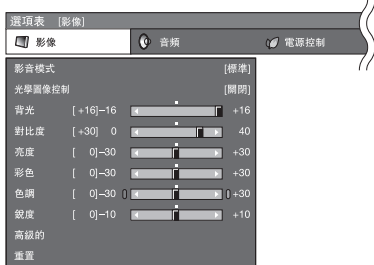 選項表 [影像]
影像 音頻 電源控制
影音模式 [標準]
光學圖像控制 [關閉]
背光 [+16]–16 +16
對比度 [+30] 0 40
亮度 [ 0]–30 +30
彩色 [ 0]–30 +30
色調 [ 0]–30 +30
銳度 [ 0]–10 +10
高級的
重置